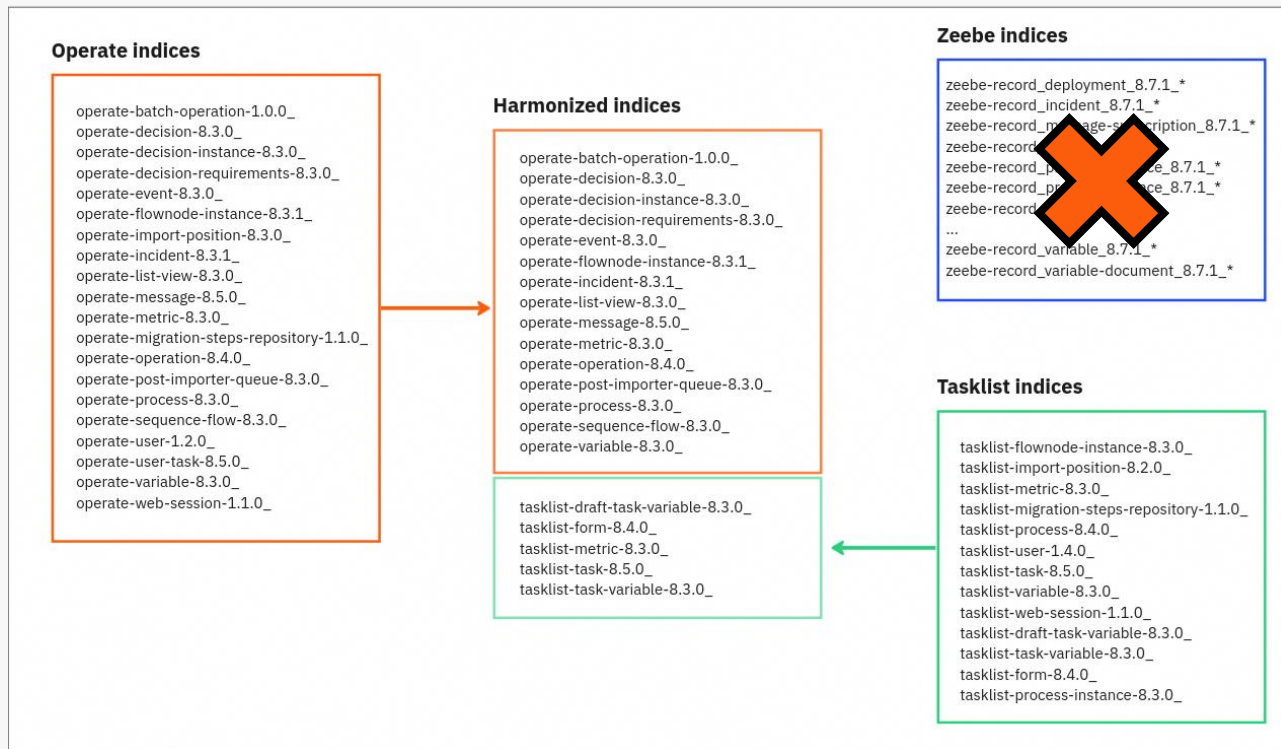 Operate indices
operate-batch-operation-1.0.0_
operate-decision-8.3.0_
operate-decision-instance-8.3.0_
operate-decision-requirements-8.3.0_
operate-event-8.3.0_
operate-flownode-instance-8.3.1_
operate-import-position-8.3.0_
operate-incident-8.3.1_
operate-list-view-8.3.0_
operate-message-8.5.0_
operate-metric-8.3.0_
operate-migration-steps-repository-1.1.0_
operate-operation-8.4.0_
operate-post-importer-queue-8.3.0_
operate-process-8.3.0_
operate-sequence-flow-8.3.0_
operate-user-1.2.0_
operate-user-task-8.5.0_
operate-variable-8.3.0_
operate-web-session-1.1.0_
Harmonized indices
operate-batch-operation-1.0.0_
operate-decision-8.3.0_
operate-decision-instance-8.3.0_
operate-decision-requirements-8.3.0_
operate-event-8.3.0_
operate-flownode-instance-8.3.1_
operate-incident-8.3.1_
operate-list-view-8.3.0_
operate-message-8.5.0_
operate-metric-8.3.0_
operate-operation-8.4.0_
operate-post-importer-queue-8.3.0_
operate-process-8.3.0_
operate-sequence-flow-8.3.0_
operate-variable-8.3.0_
tasklist-draft-task-variable-8.3.0_
tasklist-form-8.4.0_
tasklist-metric-8.3.0_
tasklist-task-8.5.0_
tasklist-task-variable-8.3.0_
Zeebe indices
zeebe-record_deployment_8.7.1_*
zeebe-record_incident_8.7.1_*
zeebe-record_message-subscription_8.7.1_*
zeebe-record
zeebe-record_p ce_8.7.1_*
zeebe-record_pr ce_8.7.1_*
zeebe-record
...
zeebe-record_variable_8.7.1_*
zeebe-record_variable-document_8.7.1_*
Tasklist indices
tasklist-flownode-instance-8.3.0_
tasklist-import-position-8.2.0_
tasklist-metric-8.3.0_
tasklist-migration-steps-repository-1.1.0_
tasklist-process-8.4.0_
tasklist-user-1.4.0_
tasklist-task-8.5.0_
tasklist-variable-8.3.0_
tasklist-web-session-1.1.0_
tasklist-draft-task-variable-8.3.0_
tasklist-task-variable-8.3.0_
tasklist-form-8.4.0_
tasklist-process-instance-8.3.0_